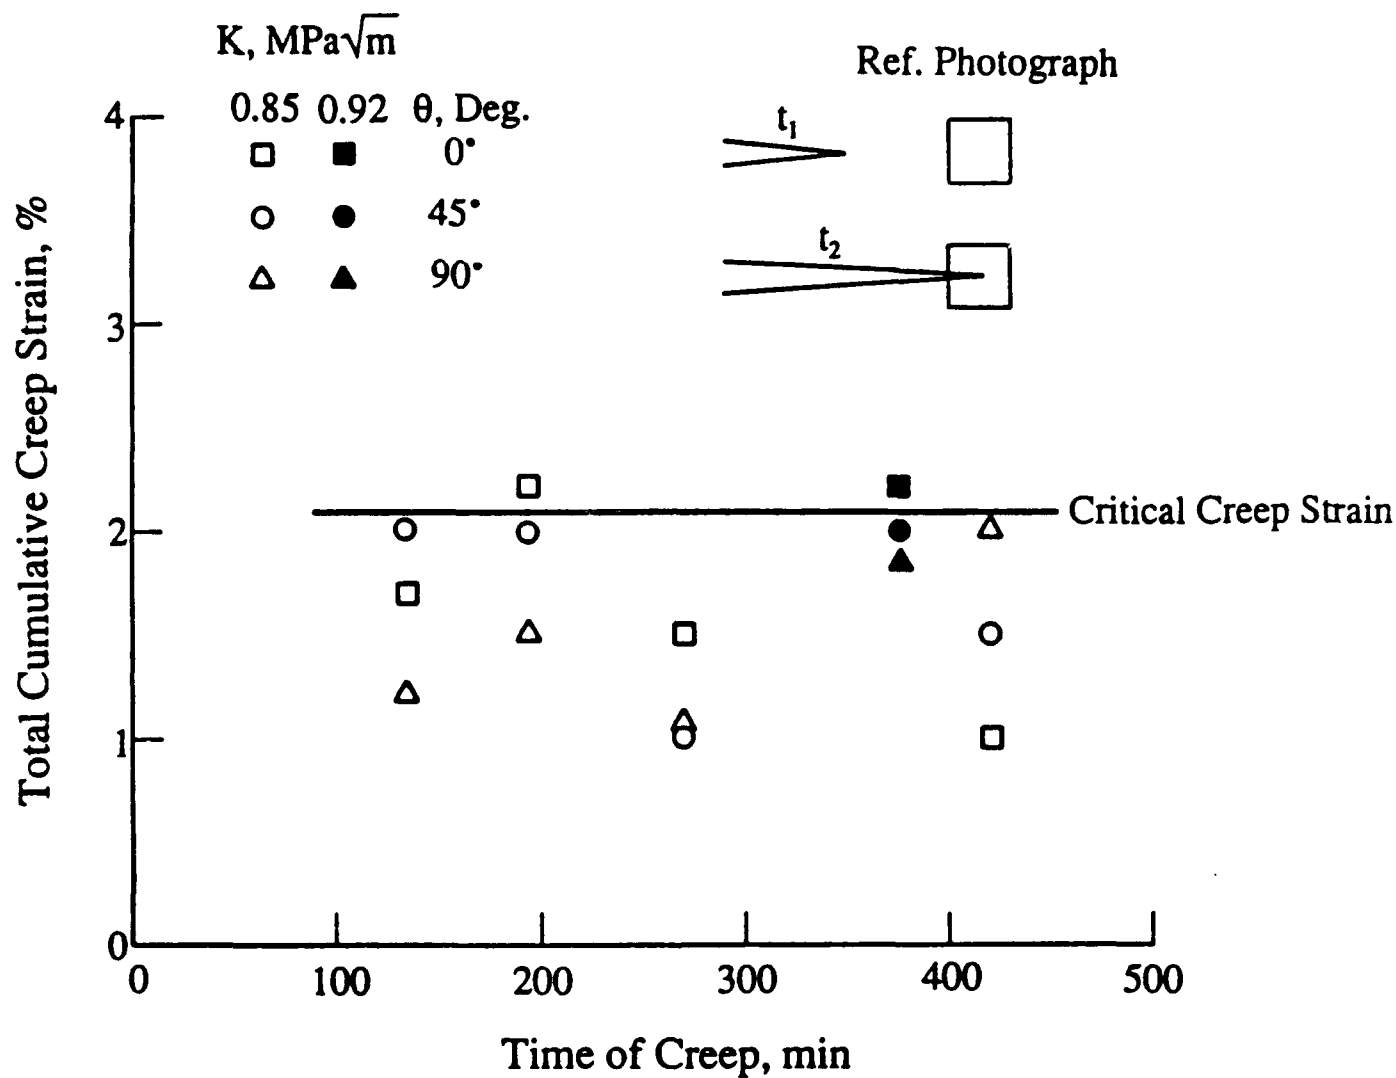 K, MPa√m
Ref. Photograph
0.85 0.92 θ, Deg.
0°
45°
90°
t₁
t₂
Total Cumulative Creep Strain, %
4
3
2
1
0
Critical Creep Strain
0 100 200 300 400 500
Time of Creep, min